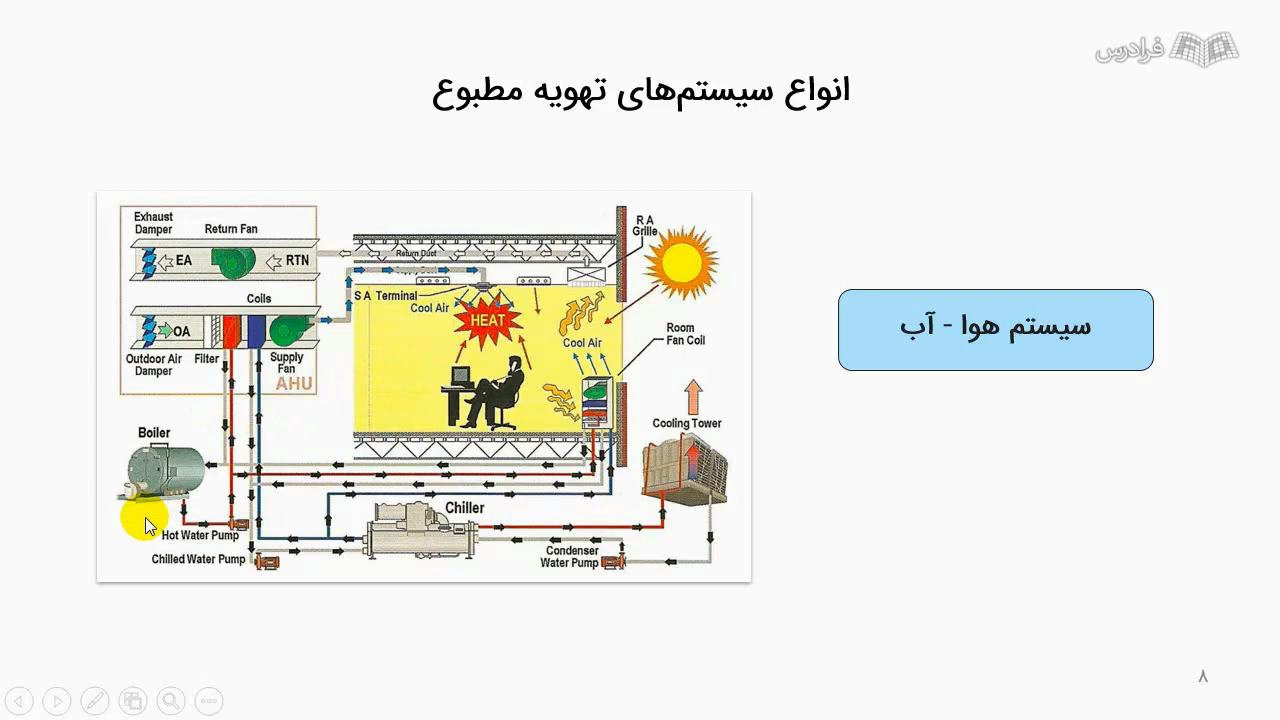 فرادرس
انواع سیستم‌های تهویه مطبوع
سیستم هوا - آب
Exhaust
Damper
Return Fan
EA
RTN
Coils
OA
Outdoor Air
Damper
Filter
Supply
Fan
AHU
Return Duct
R A
Grille
S A Terminal
Cool Air
HEAT
Cool Air
Room
Fan Coil
Boiler
Cooling Tower
Hot Water Pump
Chilled Water Pump
Chiller
Condenser
Water Pump
۸